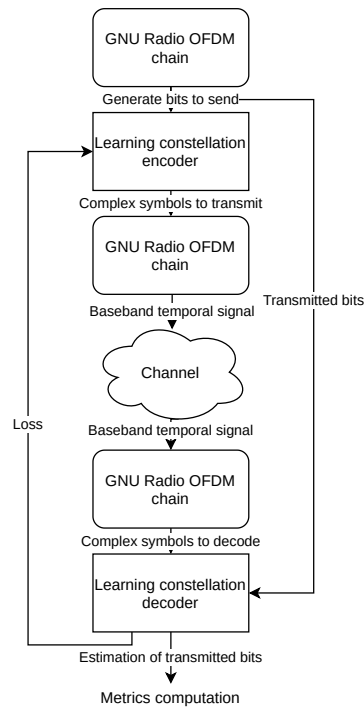 GNU Radio OFDM
chain
Generate bits to send
Learning constellation
encoder
Complex symbols to transmit
GNU Radio OFDM
chain
Baseband temporal signal
Transmitted bits
Channel
Loss
Baseband temporal signal
GNU Radio OFDM
chain
Complex symbols to decode
Learning constellation
decoder
Estimation of transmitted bits
Metrics computation